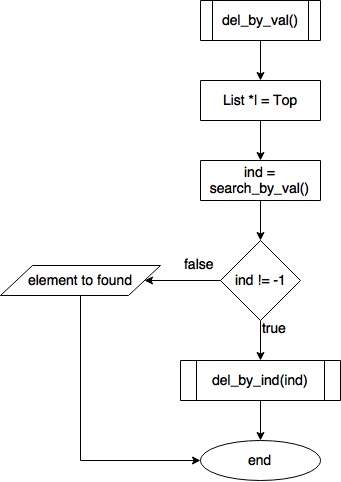 del_by_val()
List *l = Top
ind =
search_by_val()
false
ind != -1
element to found
true
del_by_ind(ind)
end